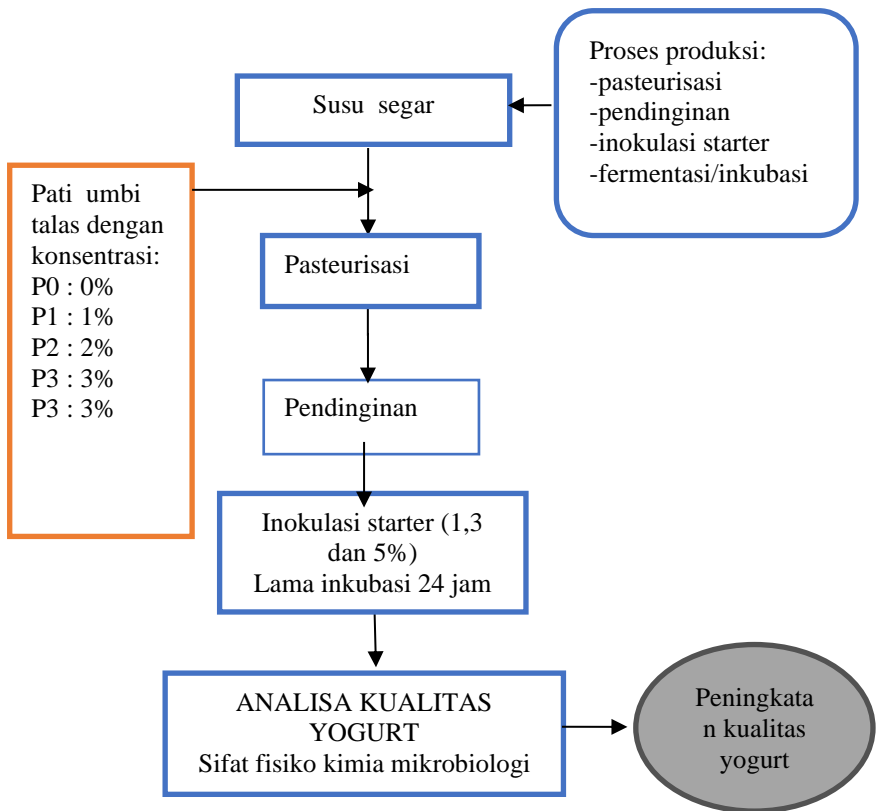 Proses produksi:
-pasteurisasi
-pendinginan
-inokulasi starter
-fermentasi/inkubasi
Susu segar
Pati umbi
talas dengan
konsentrasi:
P0 : 0%
P1 : 1%
P2 : 2%
P3 : 3%
P3 : 3%
Pasteurisasi
Pendinginan
Inokulasi starter (1,3
dan 5%)
Lama inkubasi 24 jam
ANALISA KUALITAS
YOGURT
Sifat fisiko kimia mikrobiologi
Peningkata
n kualitas
yogurt